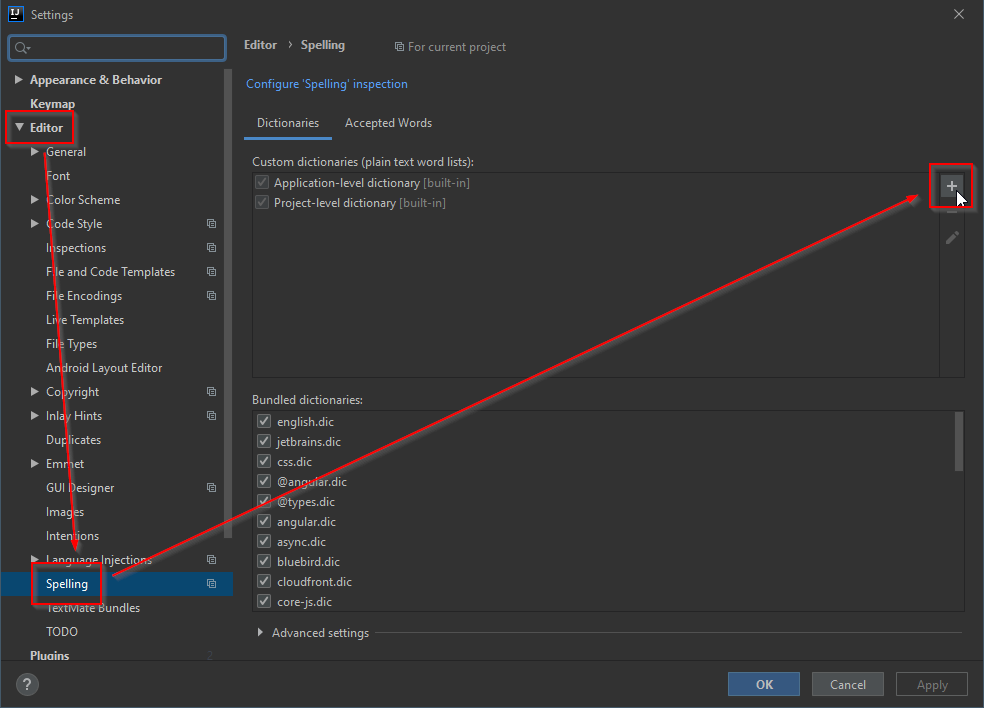 IJ
Settings
Editor › Spelling
For current project
Configure 'Spelling' inspection
Dictionaries
Accepted Words
Custom dictionaries (plain text word lists):
Application-level dictionary [built-in]
Project-level dictionary [built-in]
Bundled dictionaries:
english.dic
jetbrains.dic
css.dic
@angular.dic
@types.dic
angular.dic
async.dic
bluebird.dic
cloudfront.dic
core-js.dic
Advanced settings
Appearance & Behavior
Keymap
Editor
General
Font
Color Scheme
Code Style
Inspections
File and Code Templates
File Encodings
Live Templates
File Types
Android Layout Editor
Copyright
Inlay Hints
Duplicates
Emmet
GUI Designer
Images
Intentions
Language Injections
Spelling
TextMate Bundles
TODO
Plugins 2
?
OK
Cancel
Apply